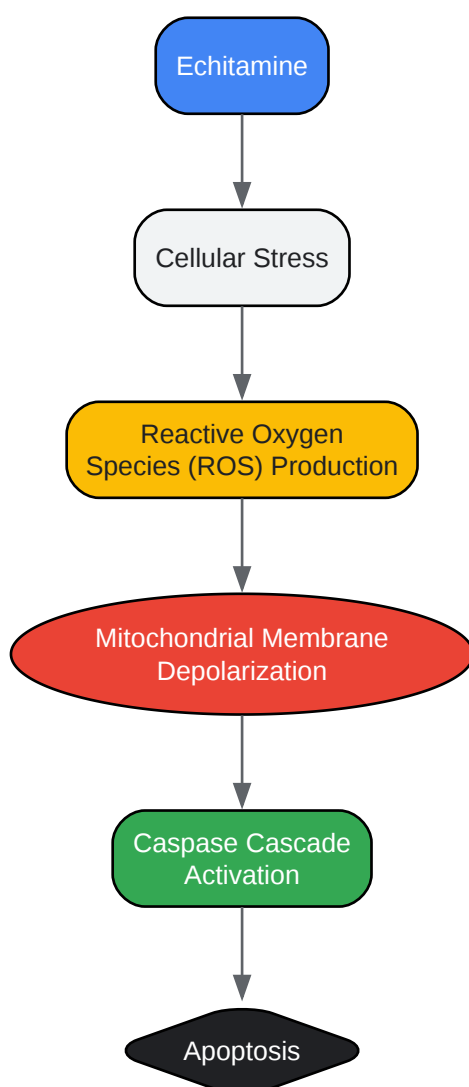 Echitamine
Cellular Stress
Reactive Oxygen
Species (ROS) Production
Mitochondrial Membrane
Depolarization
Caspase Cascade
Activation
Apoptosis